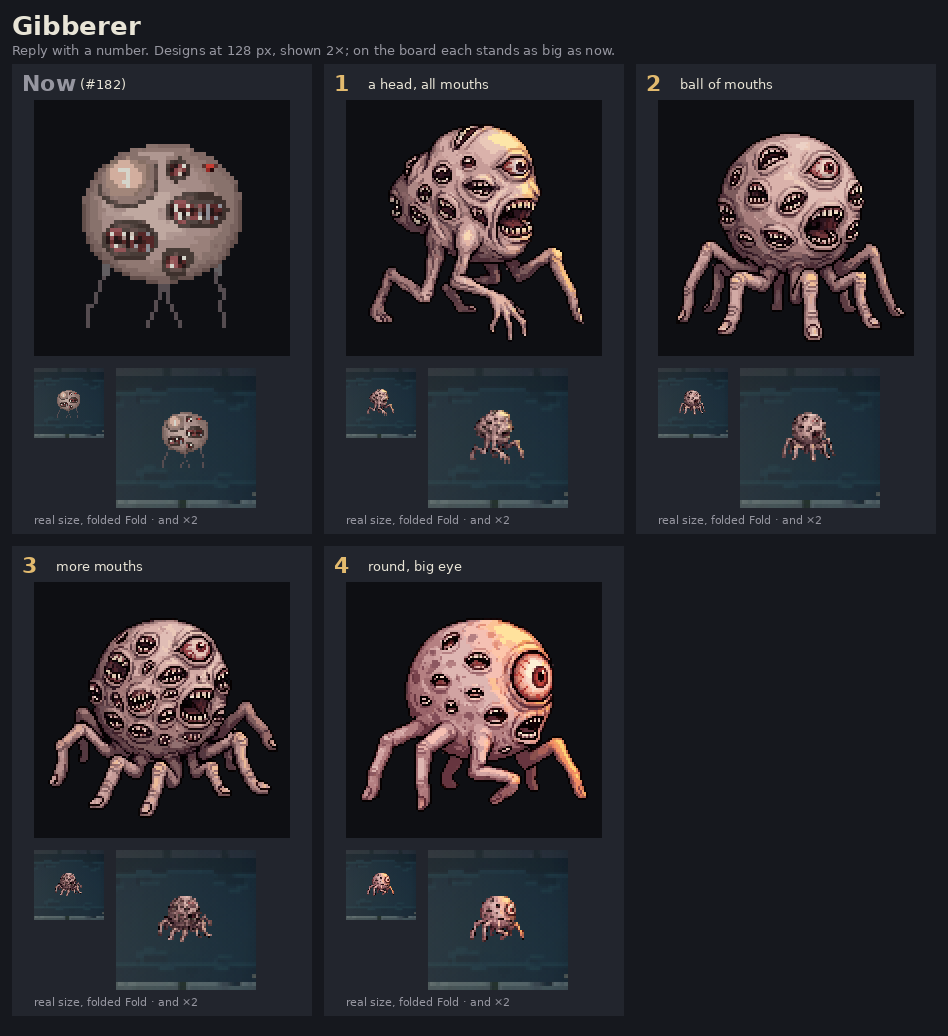 Gibberer
Reply with a number. Designs at 128 px, shown 2×; on the board each stands as big as now.
Now (#182)
1 a head, all mouths
2 ball of mouths
real size, folded Fold · and ×2
real size, folded Fold · and ×2
real size, folded Fold · and ×2
3 more mouths
4 round, big eye
real size, folded Fold · and ×2
real size, folded Fold · and ×2